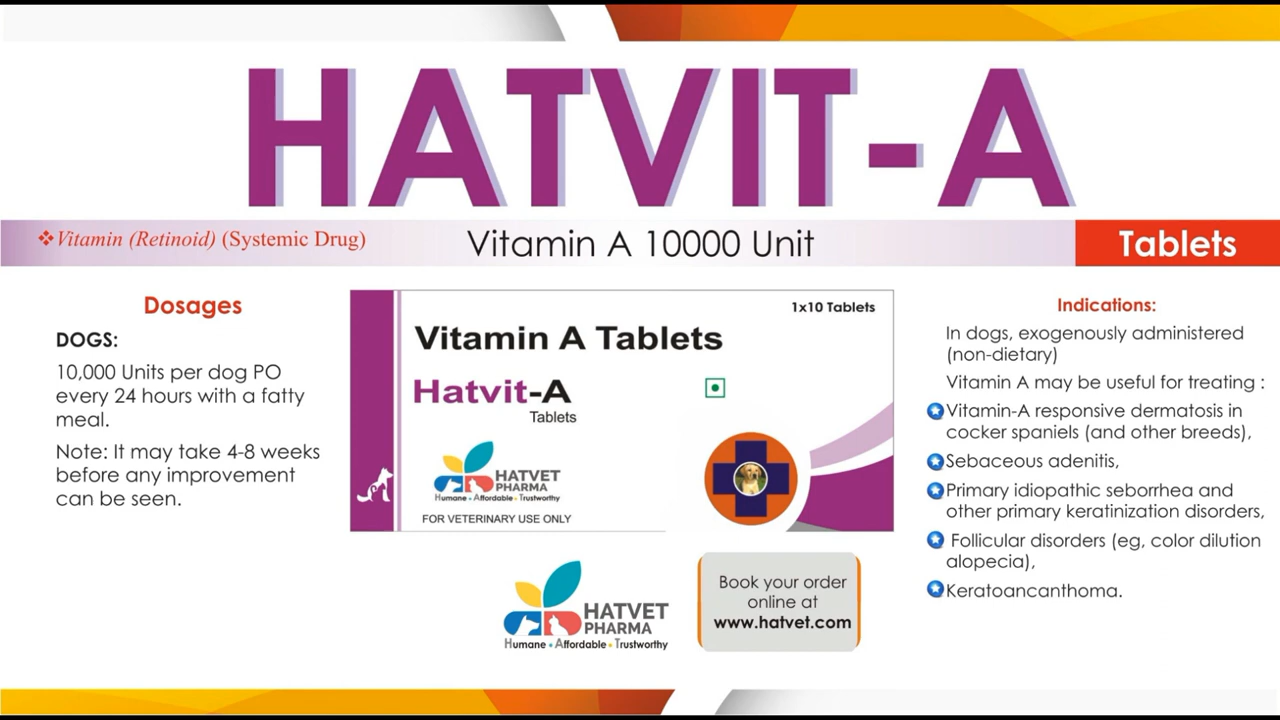 HATVIT-A
❖Vitamin (Retinoid) (Systemic Drug)
Vitamin A 10000 Unit
Tablets
Dosages
DOGS:
10,000 Units per dog PO
every 24 hours with a fatty
meal.
Note: It may take 4-8 weeks
before any improvement
can be seen.
1x10 Tablets
Vitamin A Tablets
Hatvit-A
Tablets
HATVET
PHARMA
Humane • Affordable • Trustworthy
FOR VETERINARY USE ONLY
HATVET
PHARMA
Humane • Affordable • Trustworthy
Book your order
online at
www.hatvet.com
Indications:
In dogs, exogenously administered
(non-dietary)
Vitamin A may be useful for treating :
Vitamin-A responsive dermatosis in
cocker spaniels (and other breeds),
Sebaceous adenitis,
Primary idiopathic seborrhea and
other primary keratinization disorders,
Follicular disorders (eg, color dilution
alopecia),
Keratoancanthoma.